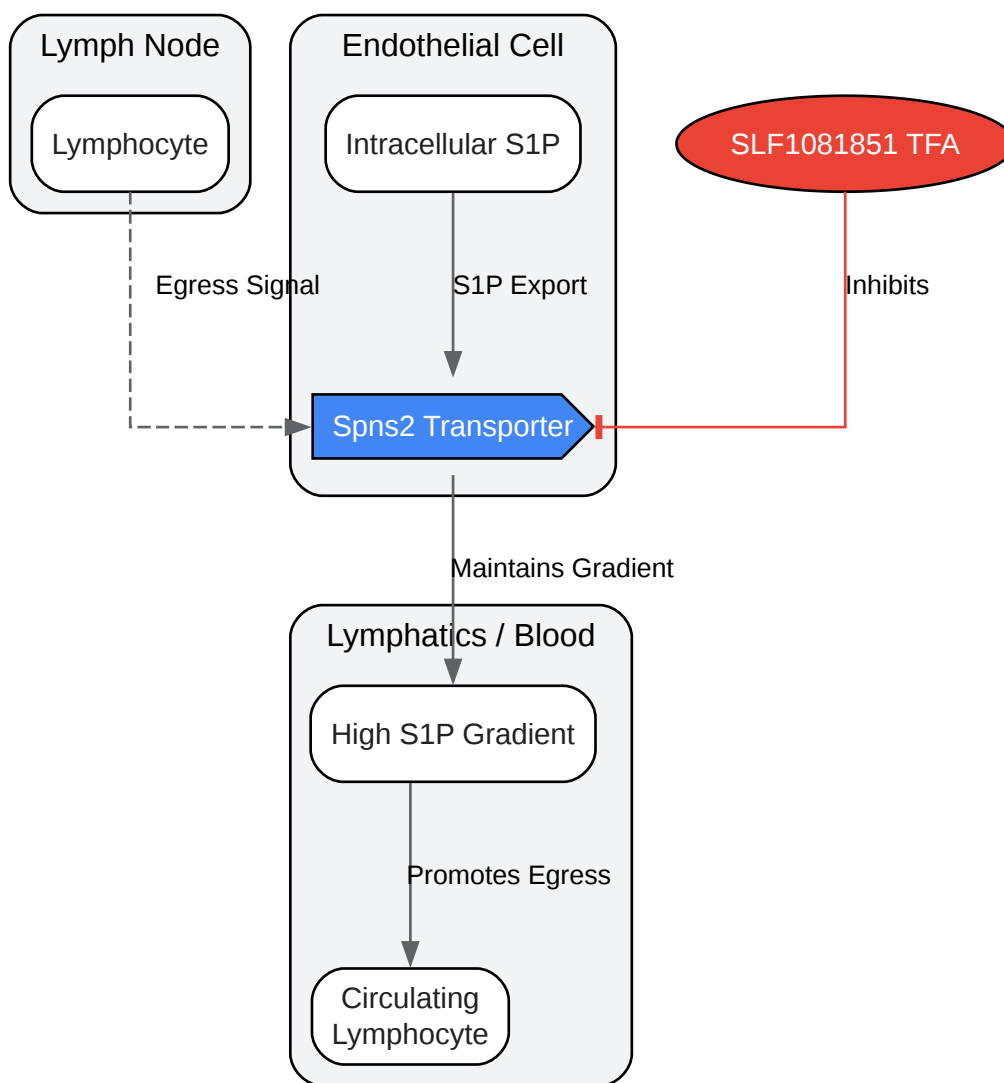 Lymph Node
Endothelial Cell
Lymphocyte
Intracellular S1P
SLF1081851 TFA
Egress Signal
S1P Export
Inhibits
Spns2 Transporter
Maintains Gradient
Lymphatics / Blood
High S1P Gradient
Promotes Egress
Circulating
Lymphocyte